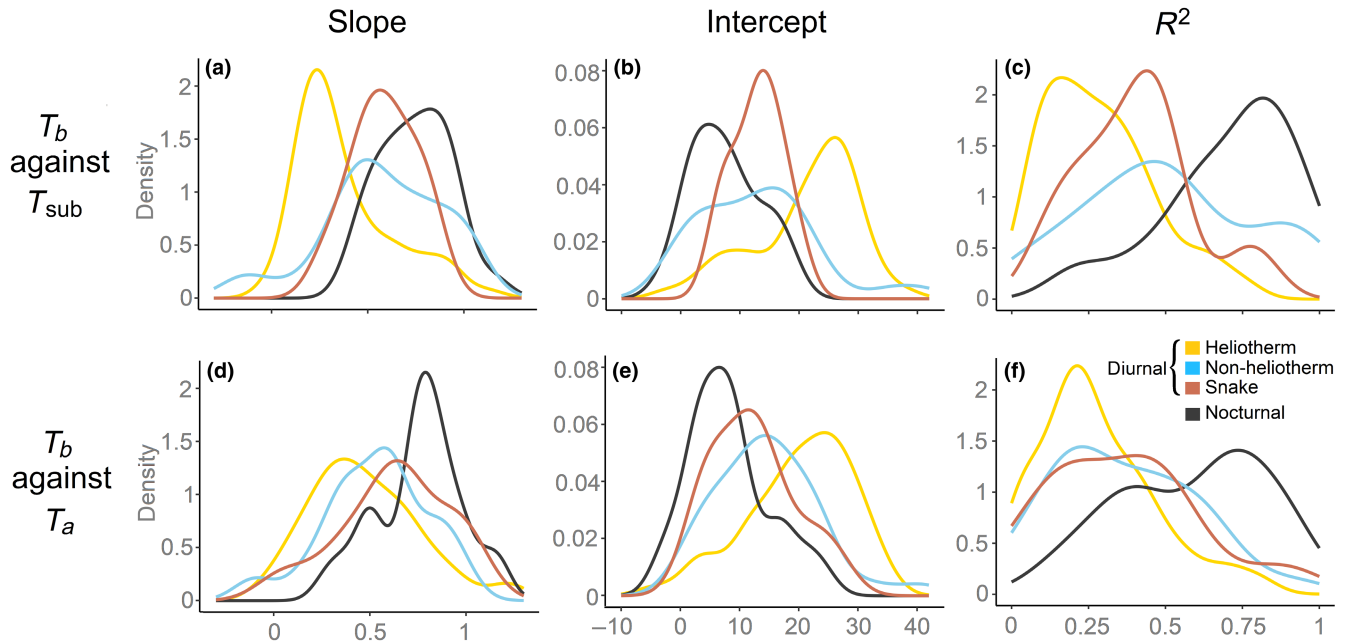 Slope Intercept R²
T_b against T_sub
Density
(a)
2
1.5
1
0.5
0
(b)
0.08
0.06
0.04
0.02
0
(c)
2
1.5
1
0.5
0
T_b against T_a
Density
(d)
2
1.5
1
0.5
0
0 0.5 1
(e)
0.08
0.06
0.04
0.02
0
–10 0 10 20 30 40
(f)
2
1.5
1
0.5
0
0 0.25 0.5 0.75 1
Diurnal
Heliotherm
Non-heliotherm
Snake
Nocturnal